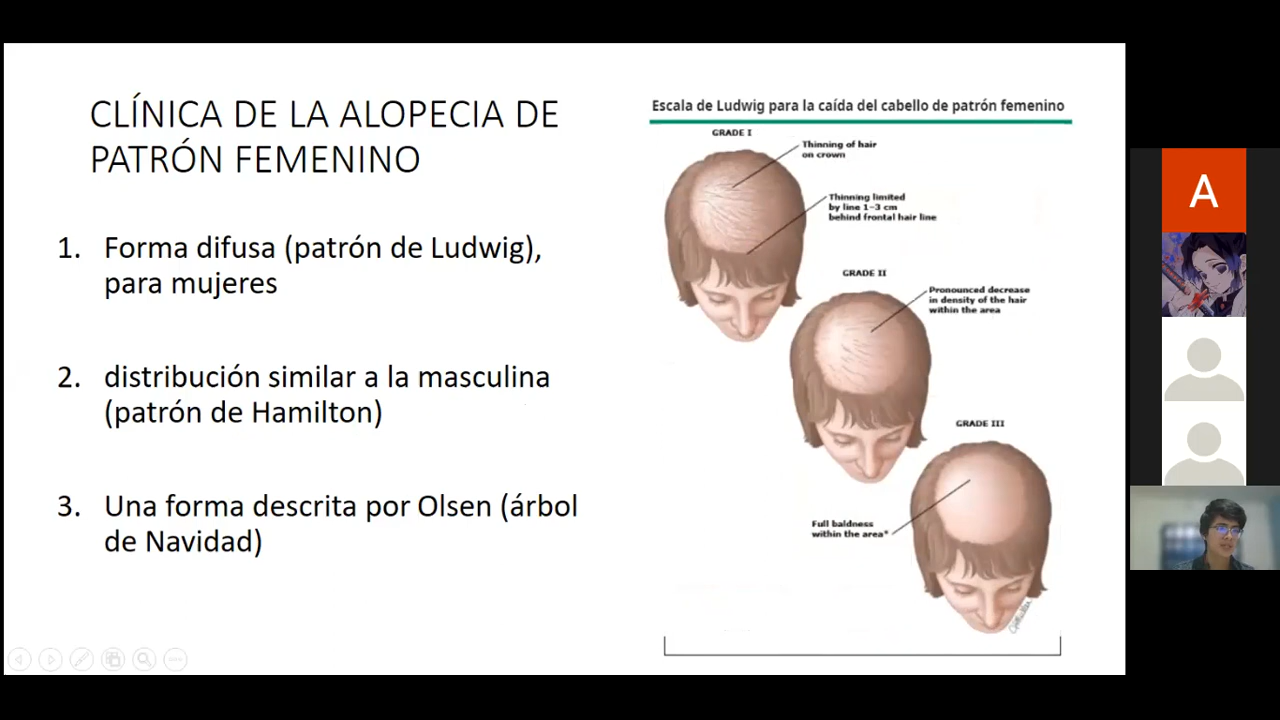 CLÍNICA DE LA ALOPECIA DE
PATRÓN FEMENINO
1. Forma difusa (patrón de Ludwig),
para mujeres
2. distribución similar a la masculina
(patrón de Hamilton)
3. Una forma descrita por Olsen (árbol
de Navidad)
Escala de Ludwig para la caída del cabello de patrón femenino
GRADE I
Thinning of hair
on crown
Thinning limited
by line 1–3 cm
behind frontal hair line
GRADE II
Pronounced decrease
in density of the hair
within the area
GRADE III
Full baldness
within the area*
A